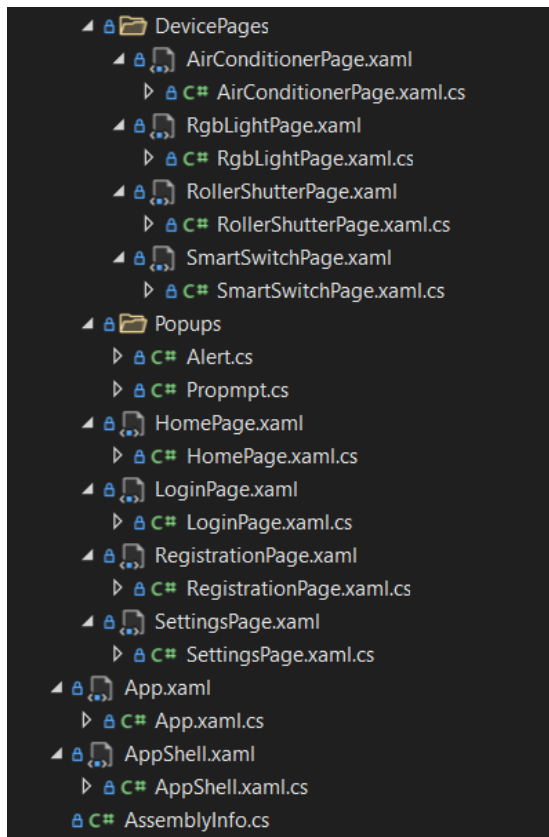 DevicePages
AirConditionerPage.xaml
C# AirConditionerPage.xaml.cs
RgbLightPage.xaml
C# RgbLightPage.xaml.cs
RollerShutterPage.xaml
C# RollerShutterPage.xaml.cs
SmartSwitchPage.xaml
C# SmartSwitchPage.xaml.cs
Popups
C# Alert.cs
C# Propmpt.cs
HomePage.xaml
C# HomePage.xaml.cs
LoginPage.xaml
C# LoginPage.xaml.cs
RegistrationPage.xaml
C# RegistrationPage.xaml.cs
SettingsPage.xaml
C# SettingsPage.xaml.cs
App.xaml
C# App.xaml.cs
AppShell.xaml
C# AppShell.xaml.cs
C# AssemblyInfo.cs